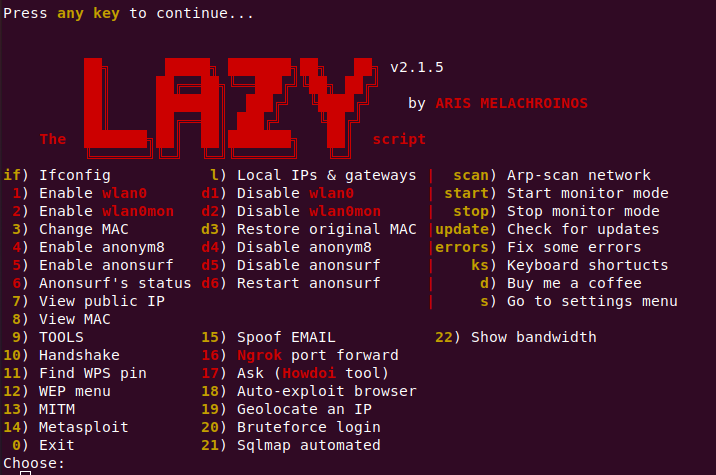 Press any key to continue...
LAZY v2.1.5
by ARIS MELACHROINOS
The script
if) Ifconfig l) Local IPs & gateways | scan) Arp-scan network
1) Enable wlan0 d1) Disable wlan0 | start) Start monitor mode
2) Enable wlan0mon d2) Disable wlan0mon | stop) Stop monitor mode
3) Change MAC d3) Restore original MAC |update) Check for updates
4) Enable anonym8 d4) Disable anonym8 |errors) Fix some errors
5) Enable anonsurf d5) Disable anonsurf | ks) Keyboard shortucts
6) Anonsurf's status d6) Restart anonsurf | d) Buy me a coffee
7) View public IP | s) Go to settings menu
8) View MAC
9) TOOLS 15) Spoof EMAIL 22) Show bandwidth
10) Handshake 16) Ngrok port forward
11) Find WPS pin 17) Ask (Howdoi tool)
12) WEP menu 18) Auto-exploit browser
13) MITM 19) Geolocate an IP
14) Metasploit 20) Bruteforce login
0) Exit 21) Sqlmap automated
Choose: